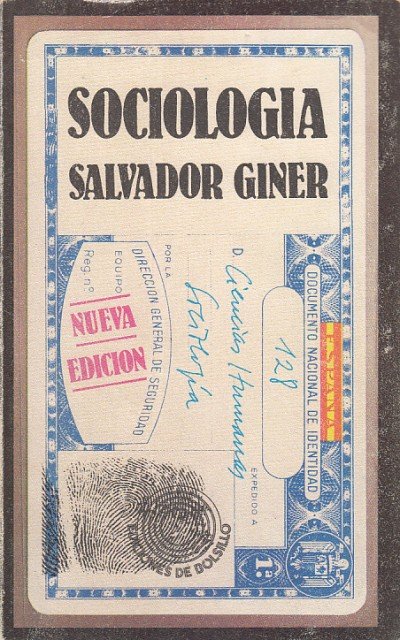 SOCIOLOGIA
SALVADOR GINER
ESPAÑA
DOCUMENTO NACIONAL DE IDENTIDAD
128
EXPEDIDO A
D. Ciencias Humanas
Sociología
POR LA
DIRECCION GENERAL DE SEGURIDAD
EQUIPO
Reg. nº
NUEVA
EDICION
1.ª
EDICIONES DE BOLSILLO